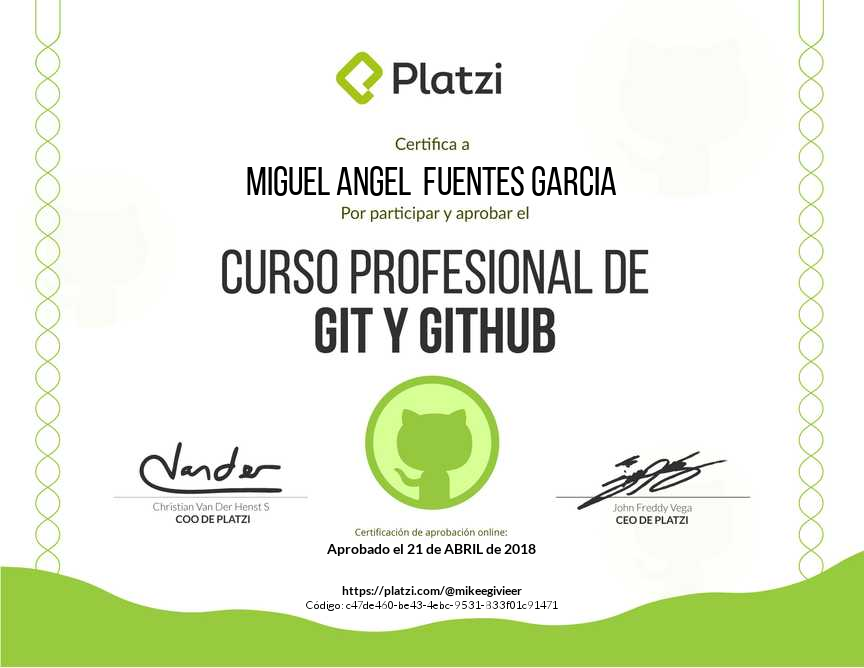 Platzi
Certifica a
MIGUEL ANGEL FUENTES GARCIA
Por participar y aprobar el
CURSO PROFESIONAL DE
GIT Y GITHUB
Vander
Christian Van Der Henst S
COO DE PLATZI
John Freddy Vega
CEO DE PLATZI
Certificación de aprobación online:
Aprobado el 21 de ABRIL de 2018
https://platzi.com/@mikeegivieer
Código: c47de460-be43-4ebc-9531-833f01c91471